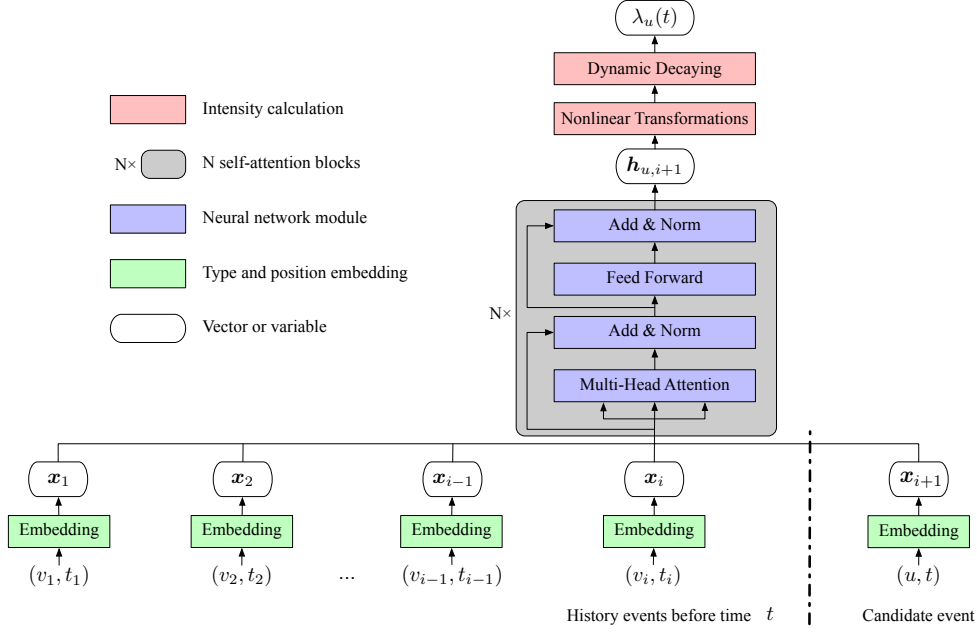 λ_u(t)
Dynamic Decaying
Nonlinear Transformations
h_{u,i+1}
Intensity calculation
N× N self-attention blocks
Neural network module
Type and position embedding
Vector or variable
N×
Add & Norm
Feed Forward
Add & Norm
Multi-Head Attention
x_1 x_2 x_{i−1} x_i x_{i+1}
Embedding Embedding Embedding Embedding Embedding
(v_1, t_1) (v_2, t_2) ... (v_{i−1}, t_{i−1}) (v_i, t_i) (u, t)
History events before time t Candidate event